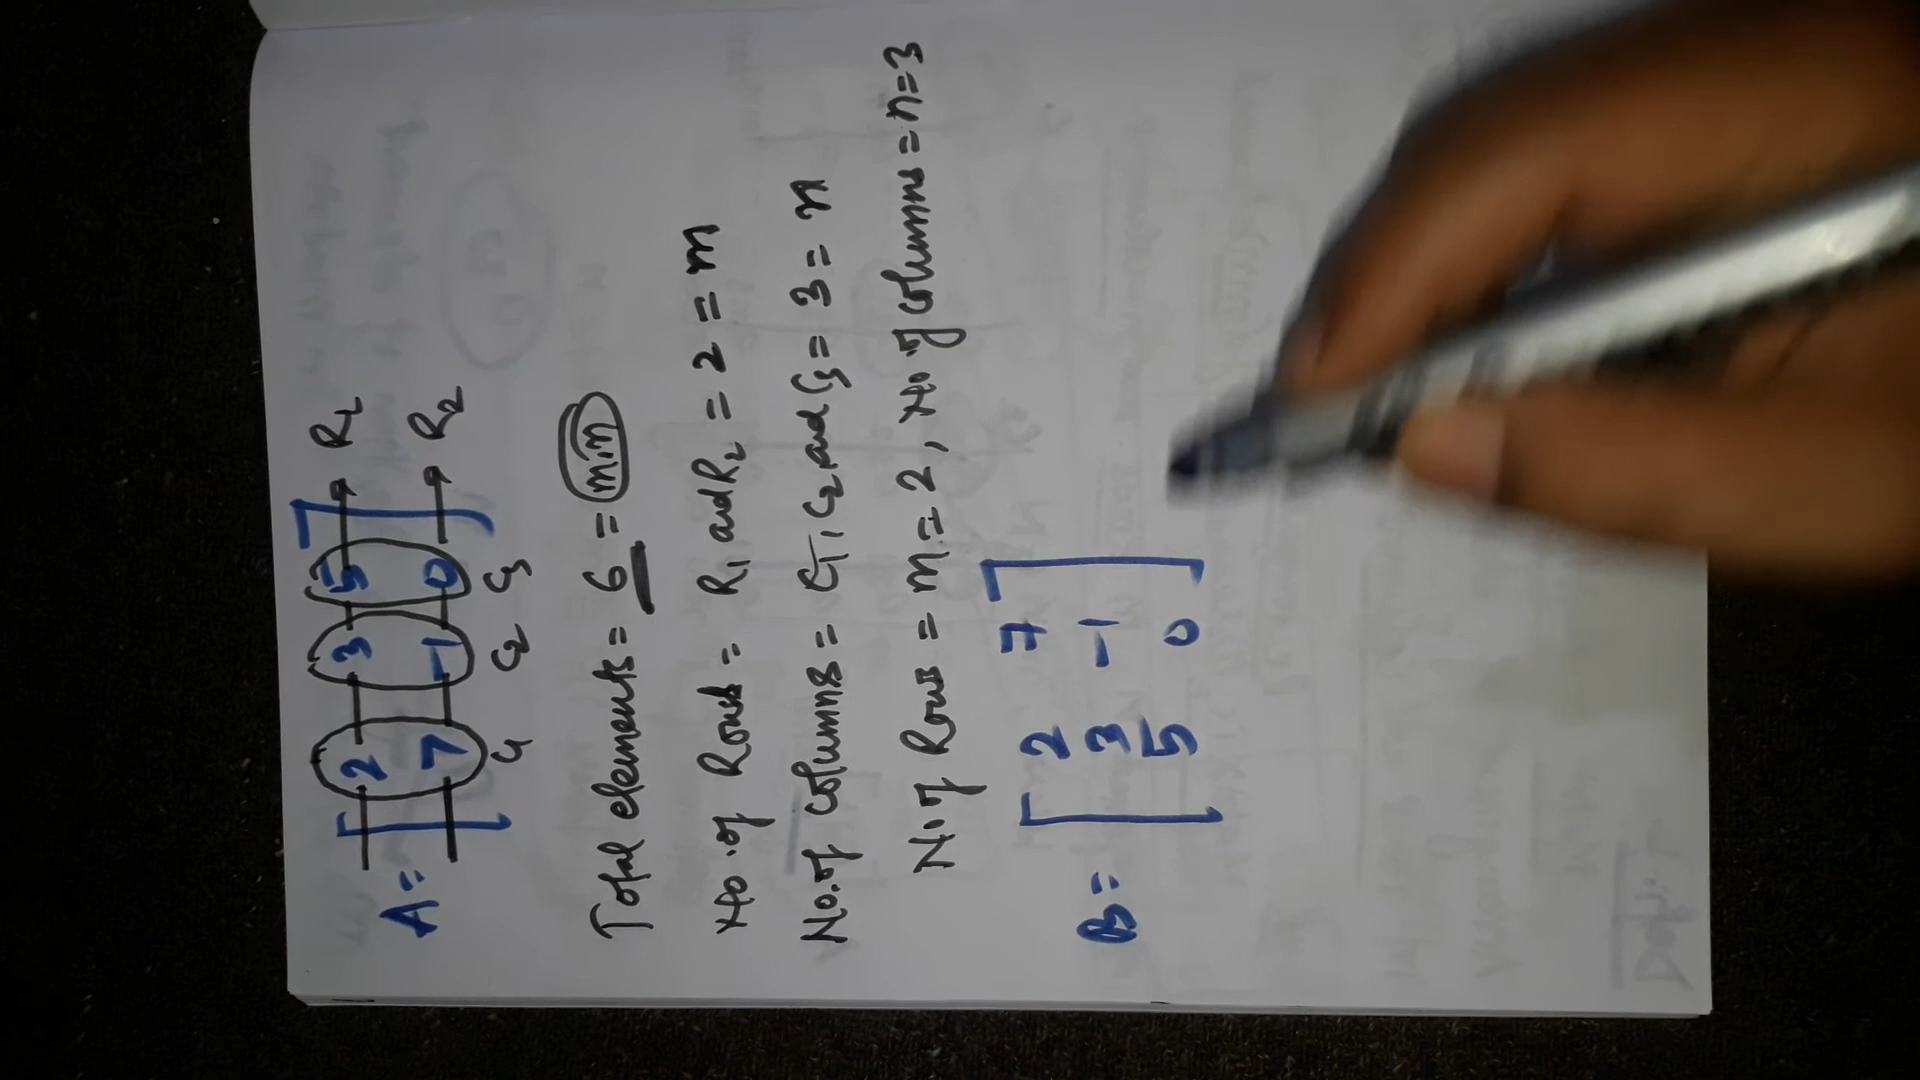 A = [ 2 3 5 ] → R1
[ 7 -1 0 ] → R2
C1 C2 C3
Total elements = 6 = m.n
No. of Rows = R1 and R2 = 2 = m
No. of columns = C1, C2 and C3 = 3 = n
No. of Rows = m = 2, No. of columns = n = 3
B = [ 2 7 ]
[ 3 -1 ]
[ 5 0 ]